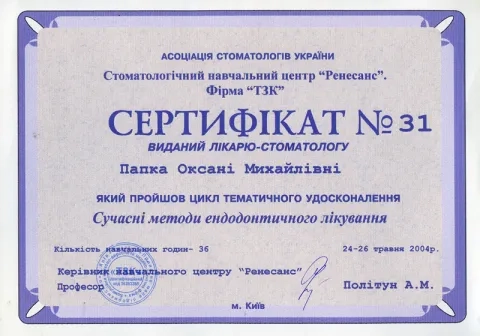 АСОЦІАЦІЯ СТОМАТОЛОГІВ УКРАЇНИ
Стоматологічний навчальний центр “Ренесанс”.
Фірма “ТЗК”
СЕРТИФІКАТ № 31
ВИДАНИЙ ЛІКАРЮ-СТОМАТОЛОГУ
Папка Оксані Михайлівні
ЯКИЙ ПРОЙШОВ ЦИКЛ ТЕМАТИЧНОГО УДОСКОНАЛЕННЯ
Сучасні методи ендодонтичного лікування
Кількість навчальних годин- 36 24-26 травня 2004р.
Керівник навчального центру “Ренесанс”
Професор Політун А.М.
м. Київ